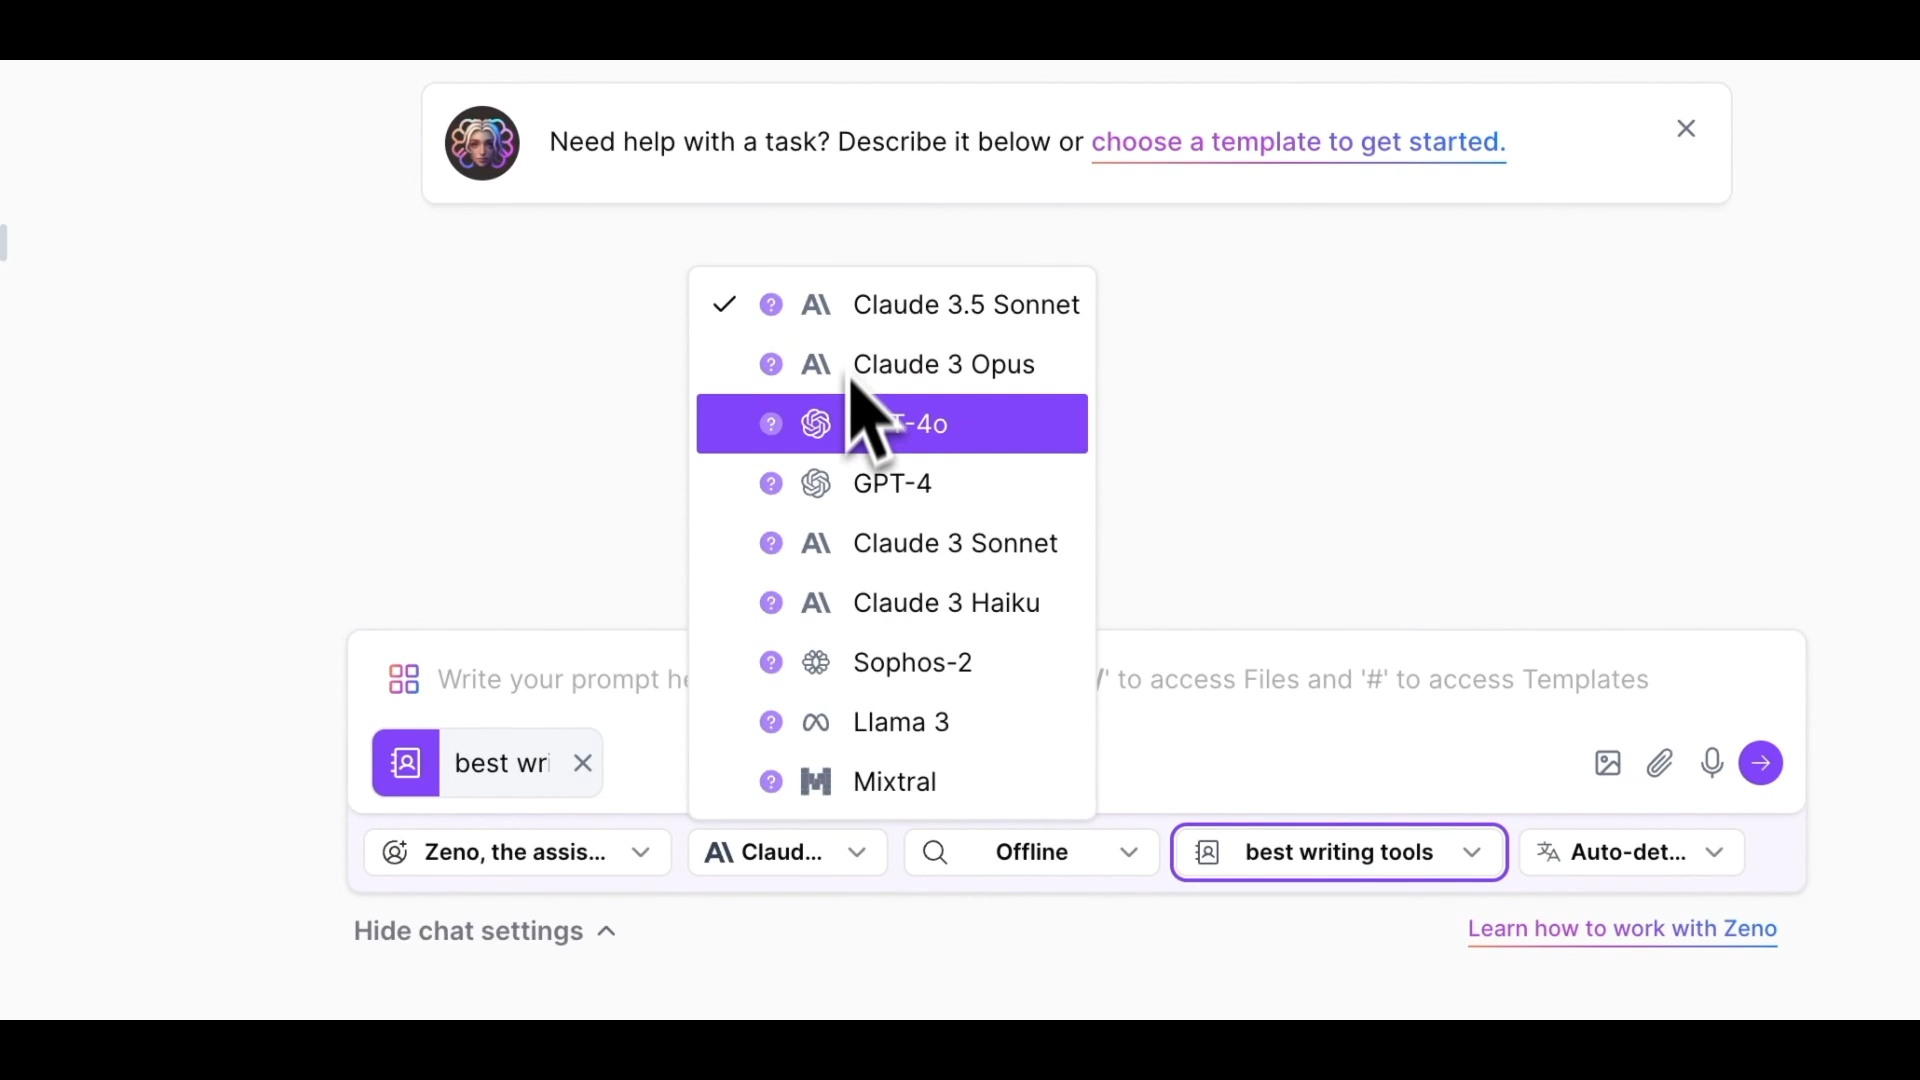 Need help with a task? Describe it below or choose a template to get started.
Claude 3.5 Sonnet
Claude 3 Opus
T-4o
GPT-4
Claude 3 Sonnet
Claude 3 Haiku
Sophos-2
Llama 3
Mixtral
Write your prompt he /' to access Files and '#' to access Templates
best wri
Zeno, the assis... Claud... Offline best writing tools Auto-det...
Hide chat settings
Learn how to work with Zeno